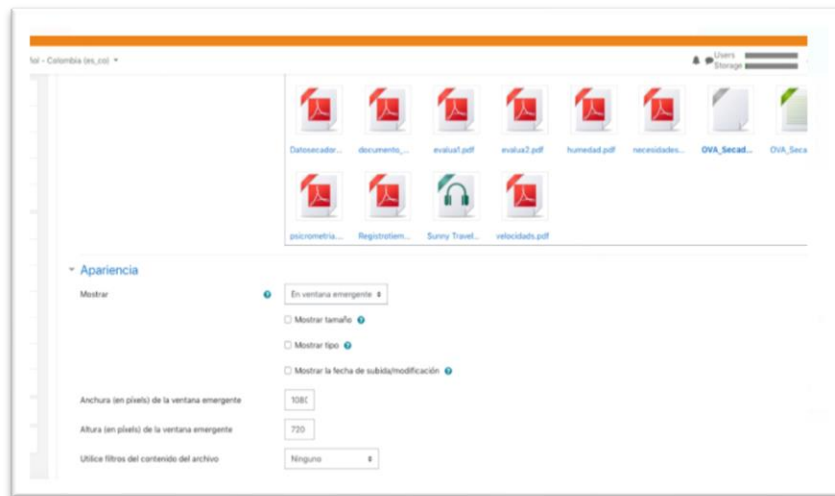 ñol - Colombia (es_co)
Users
Storage
Datosecador...
documento_...
evalua1.pdf
evalua2.pdf
humedad.pdf
necesidades...
OVA_Secad...
OVA_Seca
psicrometria...
Registrotiem...
Sunny Travel...
velocidads.pdf
Apariencia
Mostrar
En ventana emergente
Mostrar tamaño
Mostrar tipo
Mostrar la fecha de subida/modificación
Anchura (en píxels) de la ventana emergente
108
Altura (en píxels) de la ventana emergente
720
Utilice filtros del contenido del archivo
Ninguno